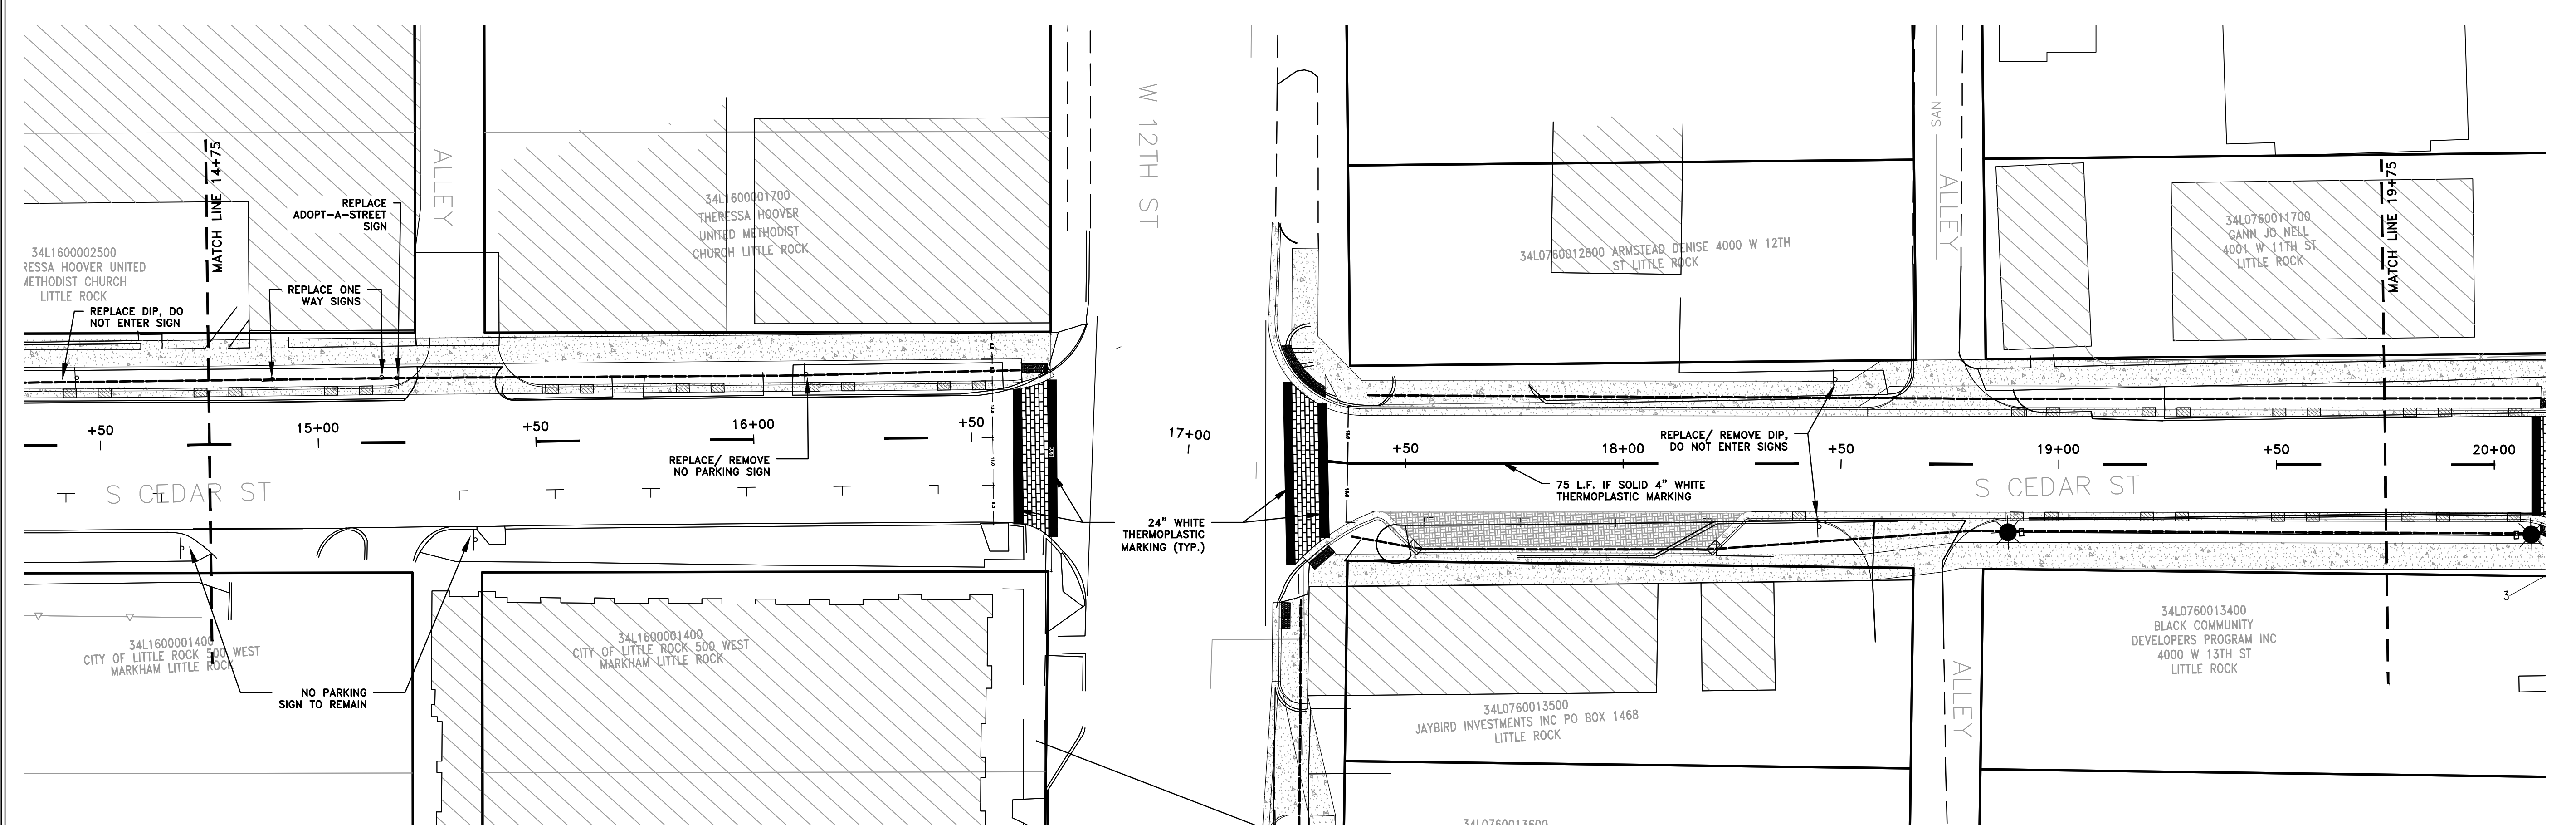 MATCH LINE 14+75
REPLACE
ADOPT-A-STREET
SIGN
ALLEY
34L1600002500
RESSA HOOVER UNITED
METHODIST CHURCH
LITTLE ROCK
REPLACE DIP, DO
NOT ENTER SIGN
REPLACE ONE
WAY SIGNS
34L1600001700
THERESSA HOOVER
UNITED METHODIST
CHURCH LITTLE ROCK
W 12TH ST
34L0760012800 ARMSTEAD DENISE 4000 W 12TH
ST LITTLE ROCK
SAN
ALLEY
34L0760011700
GANN JO NELL
4001 W 11TH ST
LITTLE ROCK
MATCH LINE 19+75
+50
15+00
+50
16+00
+50
17+00
+50
18+00
+50
19+00
+50
20+00
REPLACE/ REMOVE
NO PARKING SIGN
REPLACE/ REMOVE DIP,
DO NOT ENTER SIGNS
75 L.F. IF SOLID 4" WHITE
THERMOPLASTIC MARKING
S CEDAR ST
S CEDAR ST
24" WHITE
THERMOPLASTIC
MARKING (TYP.)
34L1600001400
CITY OF LITTLE ROCK 500 WEST
MARKHAM LITTLE ROCK
34L1600001400
CITY OF LITTLE ROCK 500 WEST
MARKHAM LITTLE ROCK
NO PARKING
SIGN TO REMAIN
34L0760013500
JAYBIRD INVESTMENTS INC PO BOX 1468
LITTLE ROCK
ALLEY
34L0760013400
BLACK COMMUNITY
DEVELOPERS PROGRAM INC
4000 W 13TH ST
LITTLE ROCK
3
34L0760013600